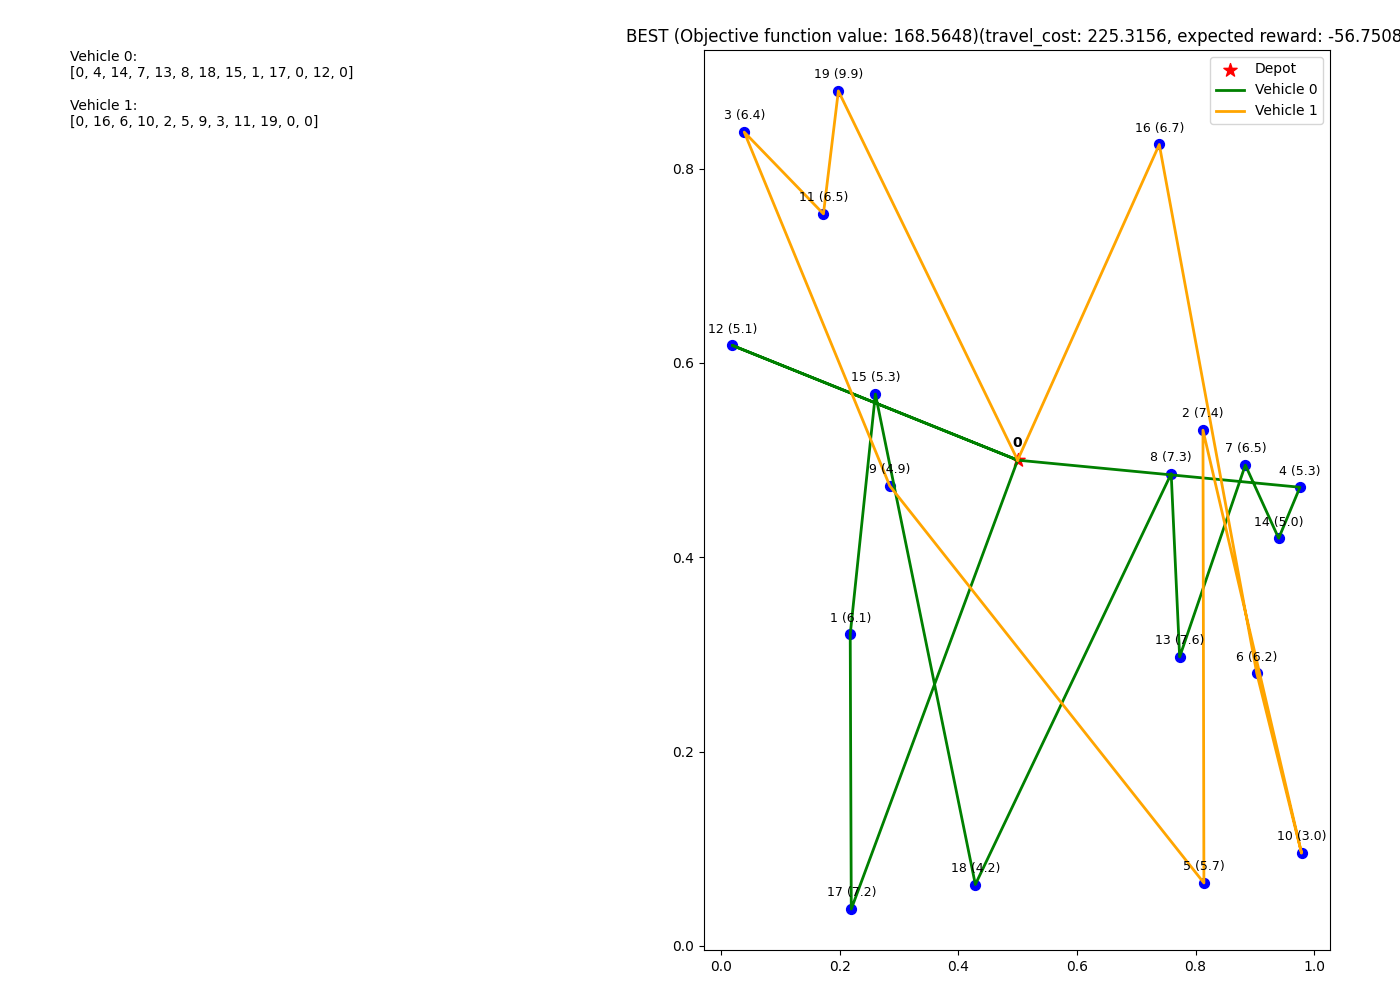 BEST (Objective function value: 168.5648)(travel_cost: 225.3156, expected reward: -56.7508
Vehicle 0:
[0, 4, 14, 7, 13, 8, 18, 15, 1, 17, 0, 12, 0]
Vehicle 1:
[0, 16, 6, 10, 2, 5, 9, 3, 11, 19, 0, 0]
Depot
Vehicle 0
Vehicle 1
19 (9.9)
3 (6.4)
16 (6.7)
11 (6.5)
12 (5.1)
15 (5.3)
2 (7.4)
0
7 (6.5)
8 (7.3)
9 (4.9)
4 (5.3)
14 (5.0)
1 (6.1)
13 (7.6)
6 (6.2)
10 (3.0)
18 (4.2)
5 (5.7)
17 (7.2)
0.8
0.6
0.4
0.2
0.0
0.0 0.2 0.4 0.6 0.8 1.0